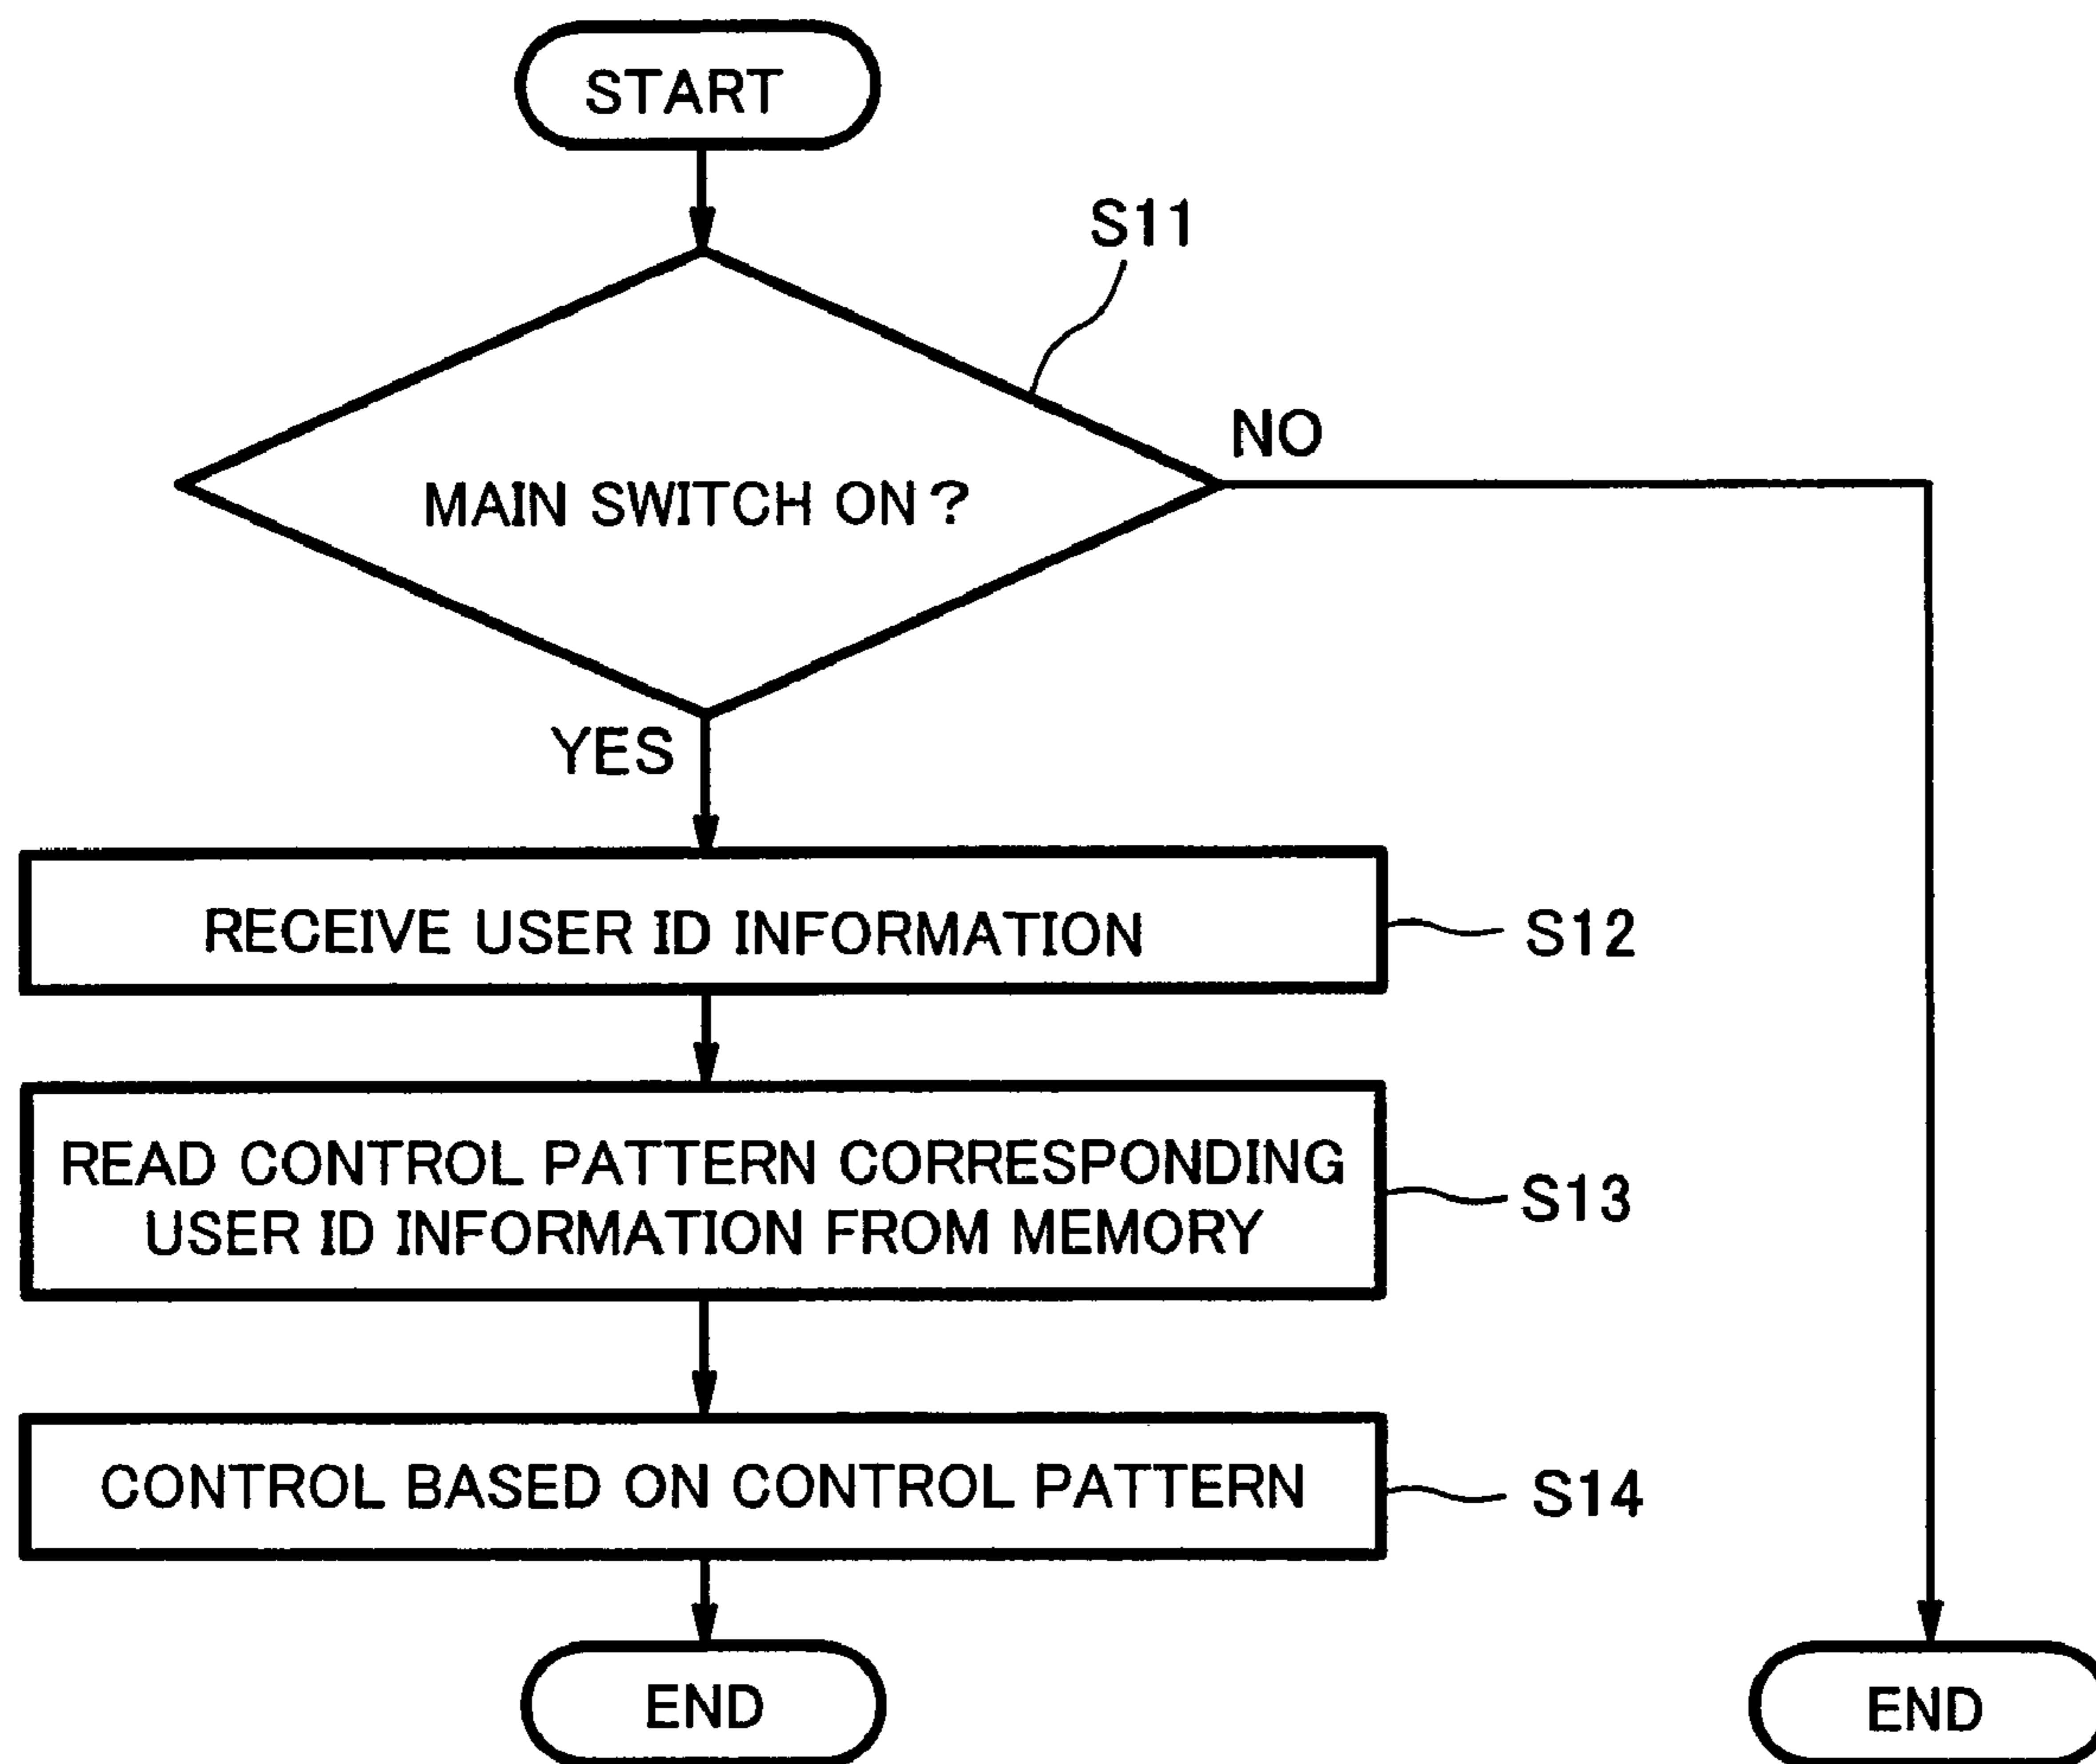 START
S11
NO
MAIN SWITCH ON?
YES
RECEIVE USER ID INFORMATION
S12
READ CONTROL PATTERN CORRESPONDING
USER ID INFORMATION FROM MEMORY
S13
CONTROL BASED ON CONTROL PATTERN
S14
END
END